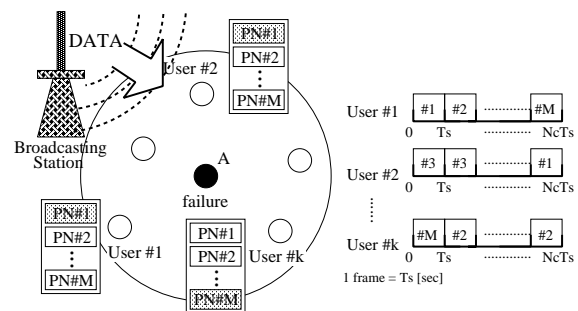 DATA
Broadcasting
Station
User #2
PN#1
PN#2
PN#M
A
failure
PN#1
PN#2
PN#M
User #1
PN#1
PN#2
PN#M
User #k
User #1
#1 #2 #M
0 Ts NcTs
User #2
#3 #3 #1
0 Ts NcTs
User #k
#M #2 #2
0 Ts NcTs
1 frame = Ts [sec]